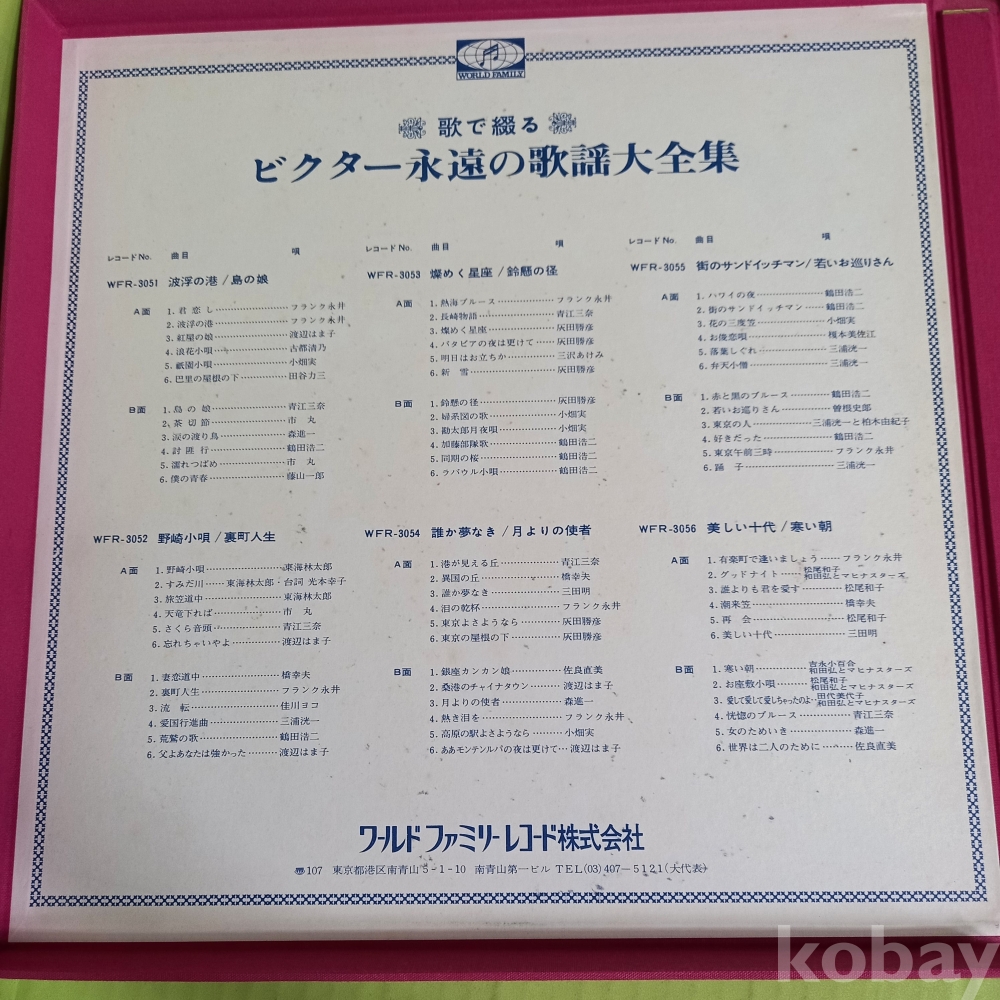 WORLD FAMILY
歌で綴る
ビクター永遠の歌謡大全集
レコードNo. 曲目 唄
WFR-3051 波浮の港/島の娘
A面 1. 君恋し フランク永井
2. 波浮の港 フランク永井
3. 紅屋の娘 渡辺はま子
4. 浪花小唄 古都清乃
5. 祇園小唄 小畑実
6. 巴里の屋根の下 田谷力三
B面 1. 島の娘 青江三奈
2. 茶切節 市丸
3. 涙の渡り鳥 森進一
4. 討匪行 鶴田浩二
5. 濡れつばめ 市丸
6. 僕の青春 藤山一郎
WFR-3052 野崎小唄/裏町人生
A面 1. 野崎小唄 東海林太郎
2. すみだ川 東海林太郎・台詞 光本幸子
3. 旅笠道中 東海林太郎
4. 天竜下れば 市丸
5. さくら音頭 青江三奈
6. 忘れちゃいやよ 渡辺はま子
B面 1. 妻恋道中 橋幸夫
2. 裏町人生 フランク永井
3. 流転 佳川ヨコ
4. 愛国行進曲 三浦洸一
5. 荒鷲の歌 鶴田浩二
6. 父よあなたは強かった 渡辺はま子
レコードNo. 曲目 唄
WFR-3053 燦めく星座/鈴懸の径
A面 1. 熱海ブルース フランク永井
2. 長崎物語 青江三奈
3. 燦めく星座 灰田勝彦
4. バタビアの夜は更けて 灰田勝彦
5. 明日はお立ちか 三沢あけみ
6. 新雪 灰田勝彦
B面 1. 鈴懸の径 灰田勝彦
2. 婦系図の歌 小畑実
3. 勘太郎月夜唄 小畑実
4. 加藤部隊歌 鶴田浩二
5. 同期の桜 鶴田浩二
6. ラバウル小唄 鶴田浩二
WFR-3054 誰か夢なき/月よりの使者
A面 1. 港が見える丘 青江三奈
2. 異国の丘 橋幸夫
3. 誰か夢なき 三田明
4. 泪の乾杯 フランク永井
5. 東京よさようなら 灰田勝彦
6. 東京の屋根の下 灰田勝彦
B面 1. 銀座カンカン娘 佐良直美
2. 桑港のチャイナタウン 渡辺はま子
3. 月よりの使者 森進一
4. 熱き泪を フランク永井
5. 高原の駅よさようなら 小畑実
6. ああモンテンルパの夜は更けて 渡辺はま子
レコードNo. 曲目 唄
WFR-3055 街のサンドイッチマン/若いお巡りさん
A面 1. ハワイの夜 鶴田浩二
2. 街のサンドイッチマン 鶴田浩二
3. 花の三度笠 小畑実
4. お俊恋唄 榎本美佐江
5. 落葉しぐれ 三浦洸一
6. 弁天小僧 三浦洸一
B面 1. 赤と黒のブルース 鶴田浩二
2. 若いお巡りさん 曽根史郎
3. 東京の人 三浦洸一と柏木由紀子
4. 好きだった 鶴田浩二
5. 東京午前三時 フランク永井
6. 踊子 三浦洸一
WFR-3056 美しい十代/寒い朝
A面 1. 有楽町で逢いましょう フランク永井
2. グッドナイト 松尾和子 和田弘とマヒナスターズ
3. 誰よりも君を愛す 松尾和子
4. 潮来笠 橋幸夫
5. 再会 松尾和子
6. 美しい十代 三田明
B面 1. 寒い朝 吉永小百合 和田弘とマヒナスターズ
2. お座敷小唄 松尾和子 和田弘とマヒナスターズ
3. 愛して愛して愛しちゃったのよ 田代美代子 和田弘とマヒナスターズ
4. 恍惚のブルース 青江三奈
5. 女のためいき 森進一
6. 世界は二人のために 佐良直美
ワールドファミリーレコード株式会社
〒107 東京都港区南青山5-1-10 南青山第一ビル TEL(03)407-5121(大代表)
kobay